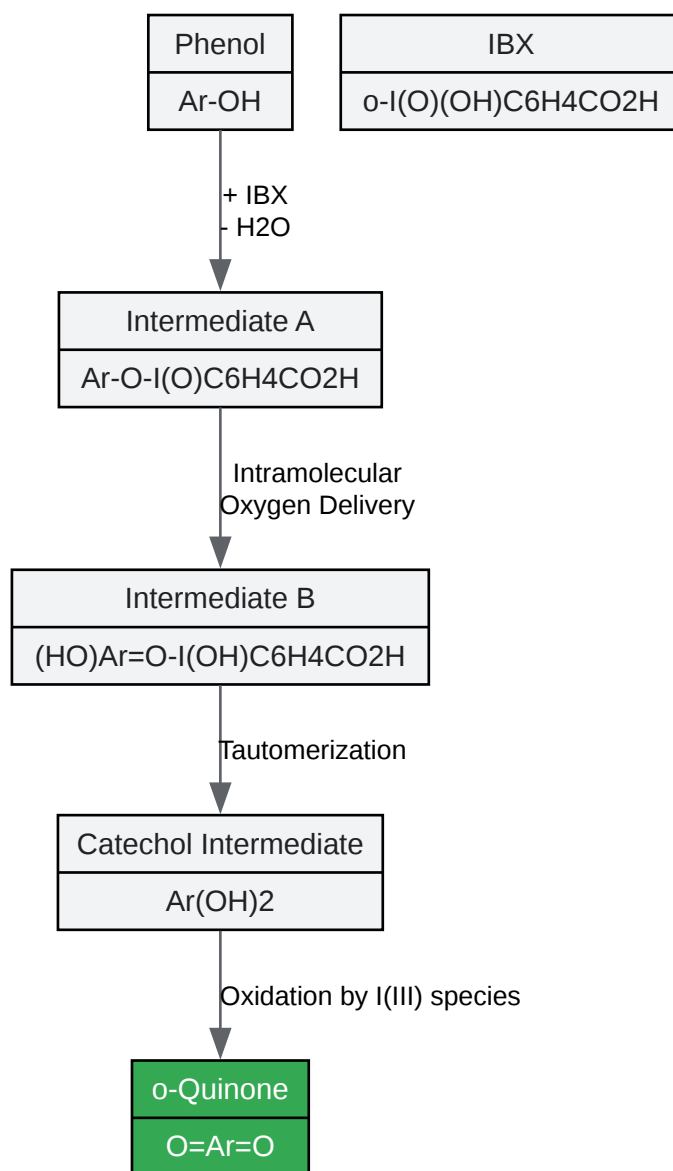 Phenol
Ar-OH
IBX
o-I(O)(OH)C6H4CO2H
+ IBX
- H2O
Intermediate A
Ar-O-I(O)C6H4CO2H
Intramolecular
Oxygen Delivery
Intermediate B
(HO)Ar=O-I(OH)C6H4CO2H
Tautomerization
Catechol Intermediate
Ar(OH)2
Oxidation by I(III) species
o-Quinone
O=Ar=O